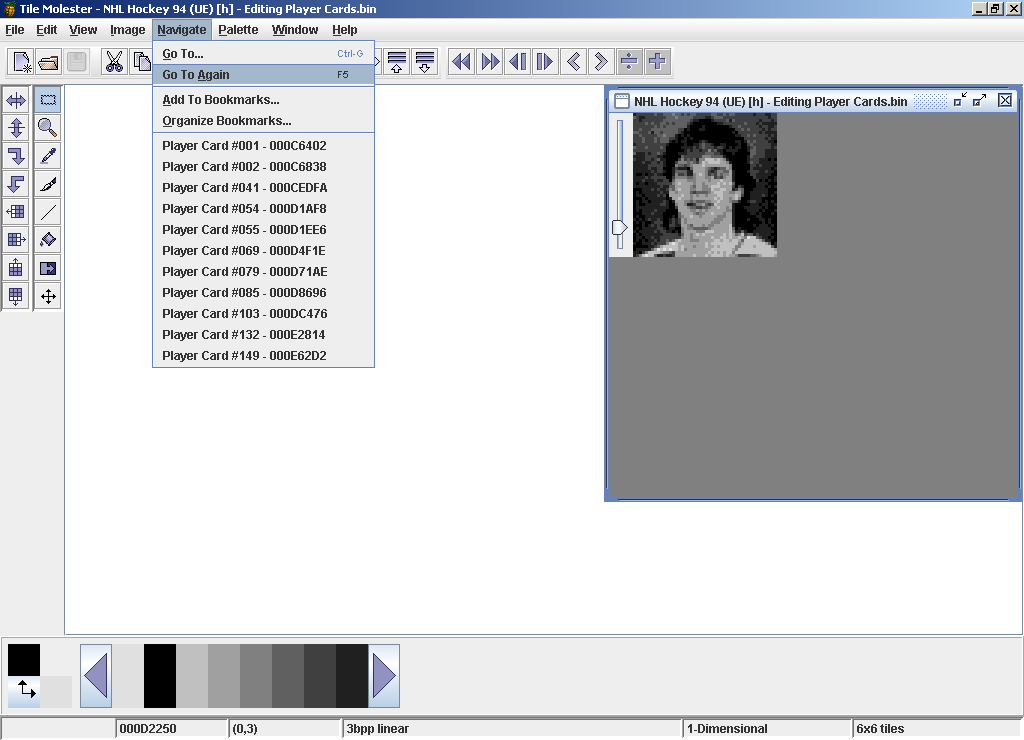 Tile Molester - NHL Hockey 94 (UE) [h] - Editing Player Cards.bin
File Edit View Image Navigate Palette Window Help
Go To... Ctrl-G
Go To Again F5
Add To Bookmarks...
Organize Bookmarks...
Player Card #001 - 000C6402
Player Card #002 - 000C6838
Player Card #041 - 000CEDFA
Player Card #054 - 000D1AF8
Player Card #055 - 000D1EE6
Player Card #069 - 000D4F1E
Player Card #079 - 000D71AE
Player Card #085 - 000D8696
Player Card #103 - 000DC476
Player Card #132 - 000E2814
Player Card #149 - 000E62D2
NHL Hockey 94 (UE) [h] - Editing Player Cards.bin
000D2250 (0,3) 3bpp linear 1-Dimensional 6x6 tiles